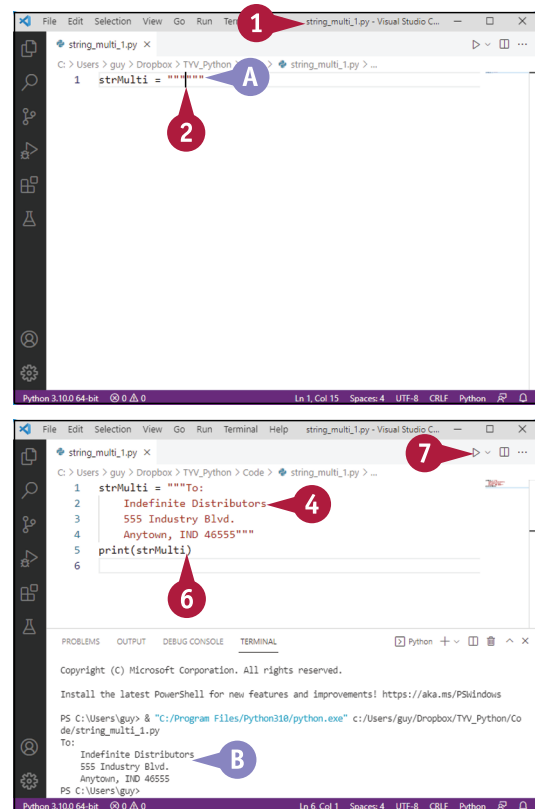 File Edit Selection View Go Run 1 string_multi_1.py - Visual Studio C...
string_multi_1.py
C: > Users > guy > Dropbox > TYV_Python > string_multi_1.py > ...
1 strMulti = """""" A
2
Python 3.10.0 64-bit 0 0 Ln 1, Col 15 Spaces: 4 UTF-8 CRLF Python
File Edit Selection View Go Run Terminal Help string_multi_1.py - Visual Studio C...
string_multi_1.py 7
C: > Users > guy > Dropbox > TYV_Python > Code > string_multi_1.py > ...
1 strMulti = """To:
2 Indefinite Distributors 4
3 555 Industry Blvd.
4 Anytown, IND 46555"""
5 print(strMulti)
6
6
PROBLEMS OUTPUT DEBUG CONSOLE TERMINAL Python
Copyright (C) Microsoft Corporation. All rights reserved.
Install the latest PowerShell for new features and improvements! https://aka.ms/PSWindows
PS C:\Users\guy> & "C:/Program Files/Python310/python.exe" c:/Users/guy/Dropbox/TYV_Python/Co
de/string_multi_1.py
To:
Indefinite Distributors
555 Industry Blvd. B
Anytown, IND 46555
PS C:\Users\guy>
Python 3.10.0 64-bit 0 0 Ln 6, Col 1 Spaces: 4 UTF-8 CRLF Python